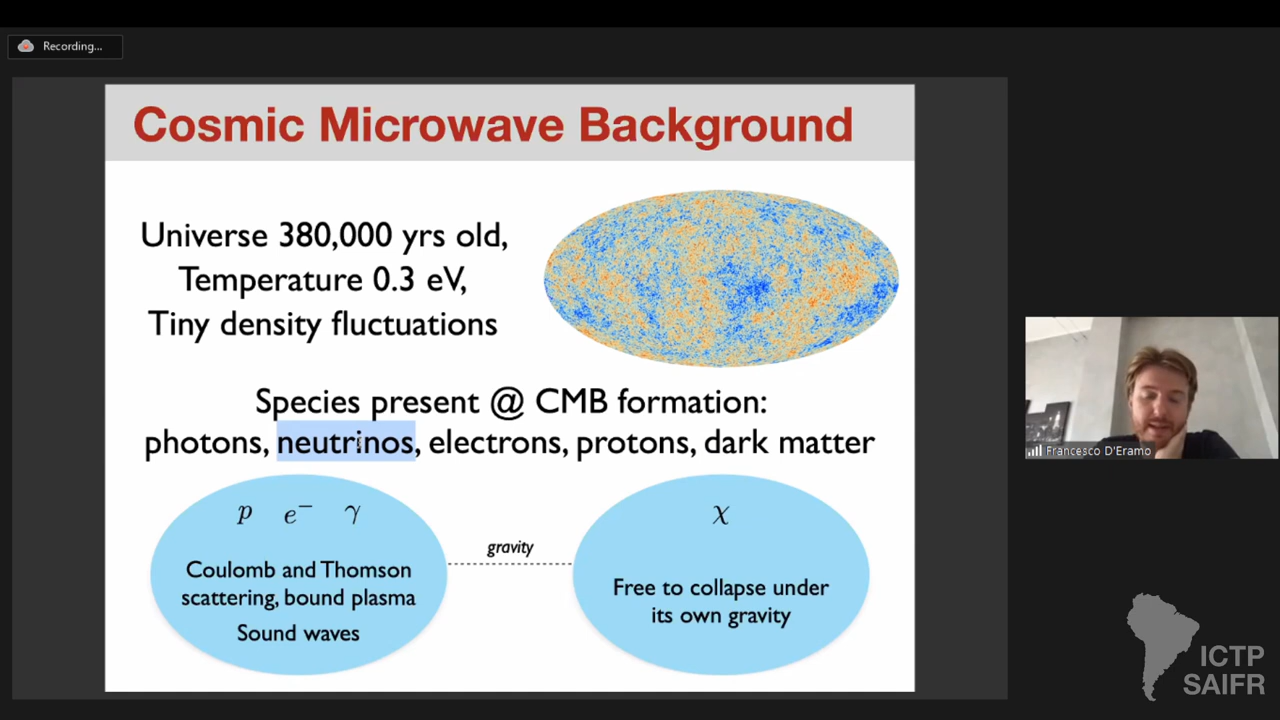 Recording...
Cosmic Microwave Background
Universe 380,000 yrs old,
Temperature 0.3 eV,
Tiny density fluctuations
Species present @ CMB formation:
photons, neutrinos, electrons, protons, dark matter
p e⁻ γ
Coulomb and Thomson
scattering, bound plasma
Sound waves
gravity
χ
Free to collapse under
its own gravity
Francesco D'Eramo
ICTP
SAIFR